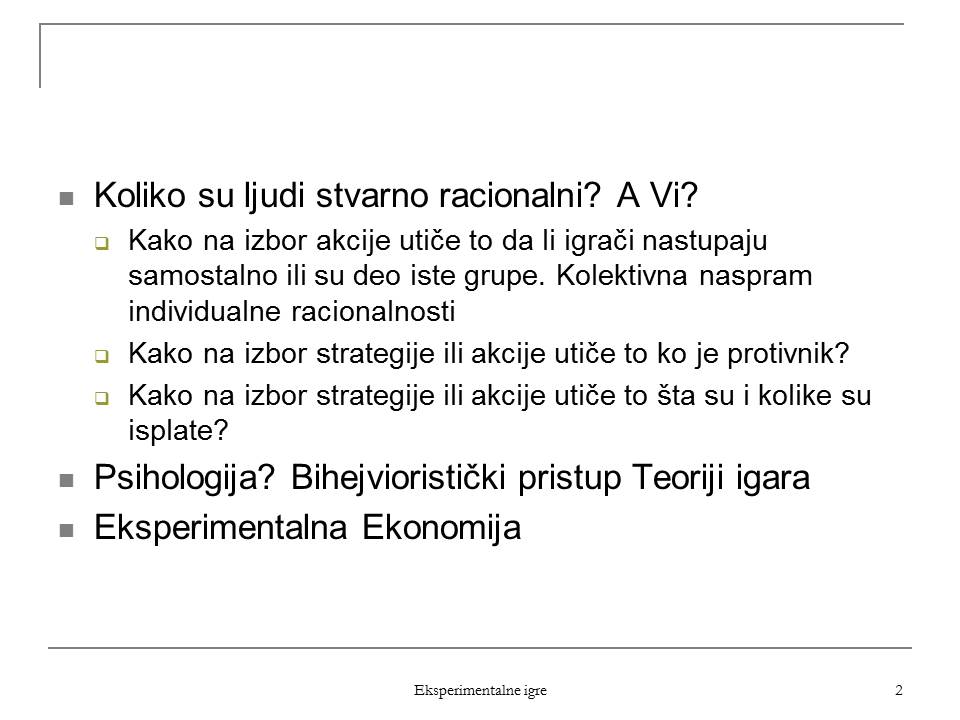 Koliko su ljudi stvarno racionalni? A Vi?
Kako na izbor akcije utiče to da li igrači nastupaju
samostalno ili su deo iste grupe. Kolektivna naspram
individualne racionalnosti
Kako na izbor strategije ili akcije utiče to ko je protivnik?
Kako na izbor strategije ili akcije utiče to šta su i kolike su
isplate?
Psihologija? Bihejvioristički pristup Teoriji igara
Eksperimentalna Ekonomija
Eksperimentalne igre
2